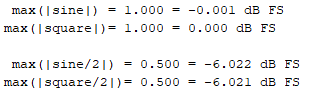 max(|sine|) = 1.000 = -0.001 dB FS
max(|square|)= 1.000 = 0.000 dB FS
max(|sine/2|) = 0.500 = -6.022 dB FS
max(|square/2|)= 0.500 = -6.021 dB FS